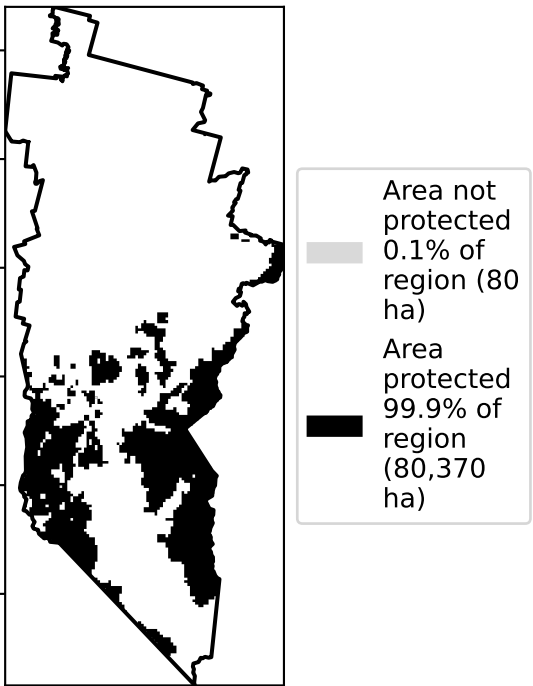 Area not
protected
0.1% of
region (80
ha)
Area
protected
99.9% of
region
(80,370
ha)